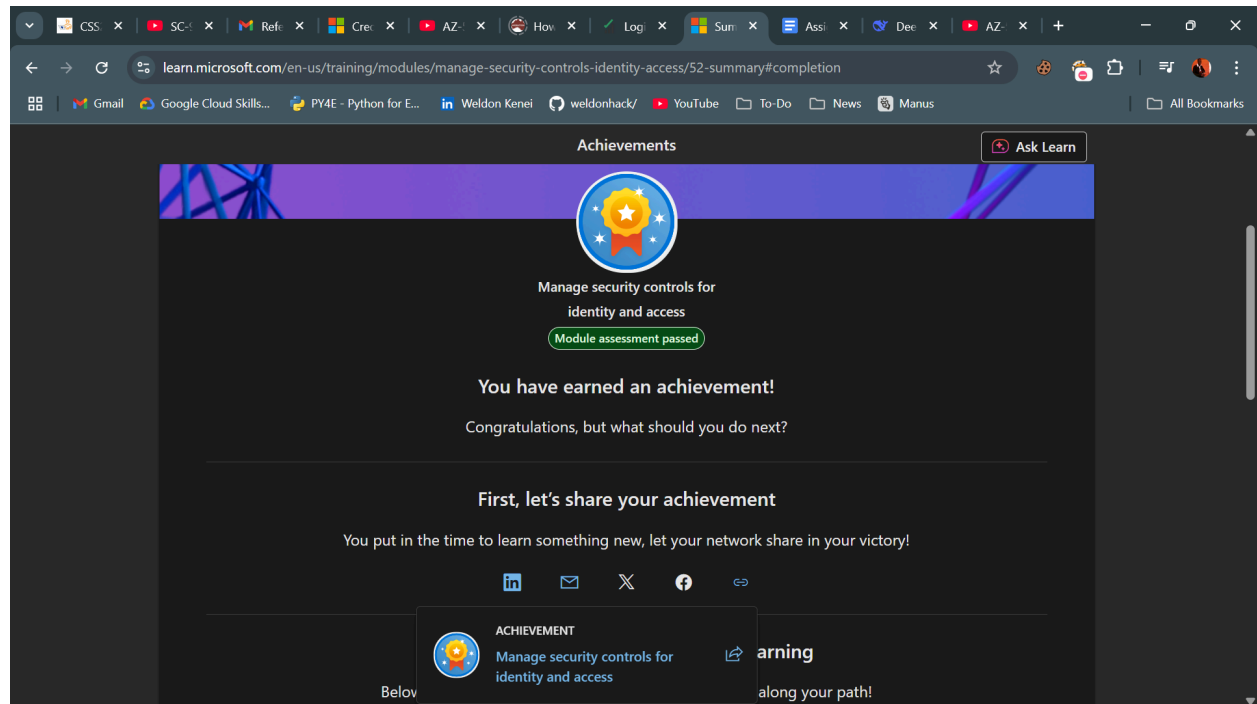 CSS
SC-
Refe
Crec
AZ-
How
Logi
Sum
Assi
Dee
AZ-
learn.microsoft.com/en-us/training/modules/manage-security-controls-identity-access/52-summary#completion
Gmail
Google Cloud Skills...
PY4E - Python for E...
Weldon Kenei
weldonhack/
YouTube
To-Do
News
Manus
All Bookmarks
Achievements
Ask Learn
Manage security controls for
identity and access
Module assessment passed
You have earned an achievement!
Congratulations, but what should you do next?
First, let's share your achievement
You put in the time to learn something new, let your network share in your victory!
ACHIEVEMENT
Manage security controls for
identity and access
arning
Below
along your path!